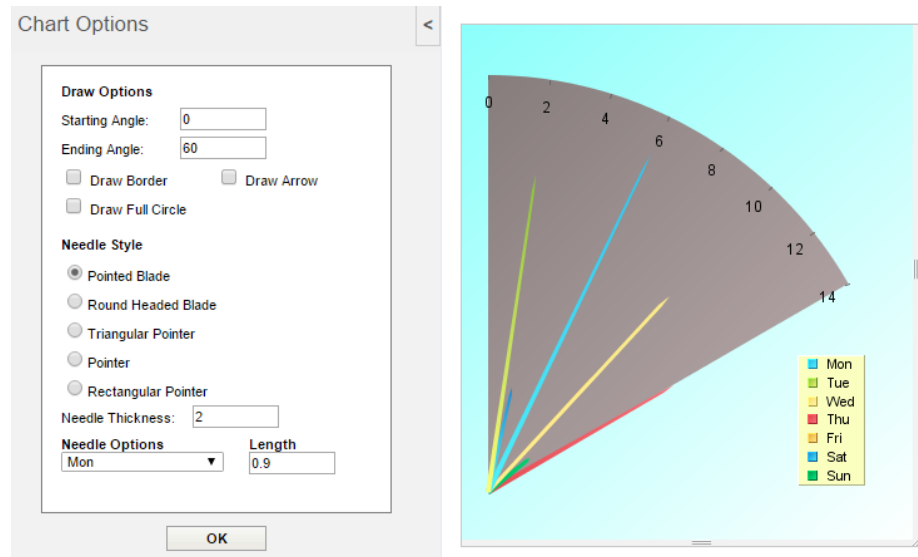 Chart Options
<
Draw Options
Starting Angle: 0
Ending Angle: 60
Draw Border Draw Arrow
Draw Full Circle
Needle Style
Pointed Blade
Round Headed Blade
Triangular Pointer
Pointer
Rectangular Pointer
Needle Thickness: 2
Needle Options Length
Mon 0.9
OK
0
2
4
6
8
10
12
14
Mon
Tue
Wed
Thu
Fri
Sat
Sun